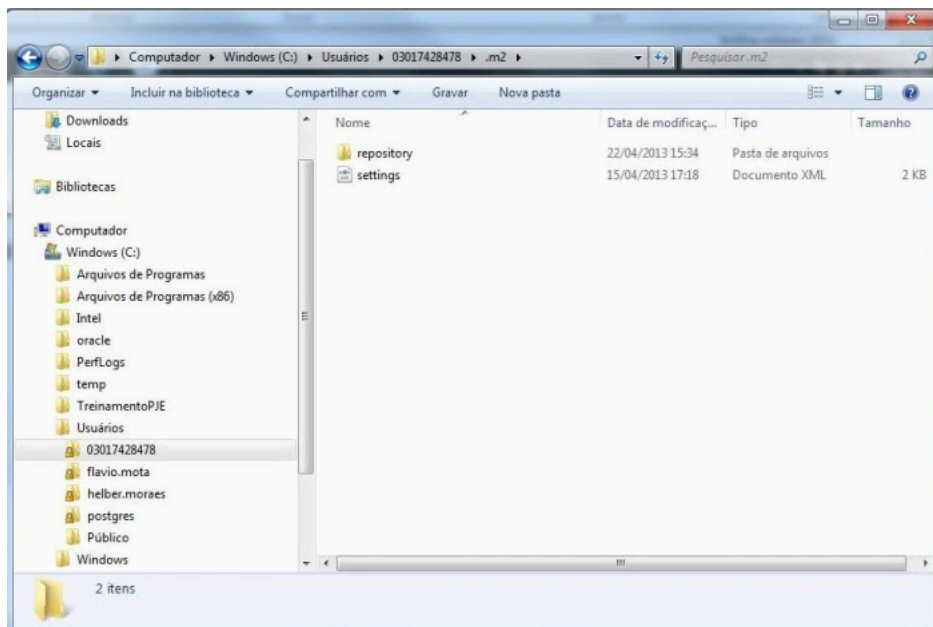 Computador Windows (C:) Usuários 03017428478 .m2
Pesquisar .m2
Organizar Incluir na biblioteca Compartilhar com Gravar Nova pasta
Downloads
Locais
Bibliotecas
Computador
Windows (C:)
Arquivos de Programas
Arquivos de Programas (x86)
Intel
oracle
PerfLogs
temp
TreinamentoPJE
Usuários
03017428478
flavio.mota
helber.moraes
postgres
Público
Windows
Nome Data de modificaç... Tipo Tamanho
repository 22/04/2013 15:34 Pasta de arquivos
settings 15/04/2013 17:18 Documento XML 2 KB
2 itens